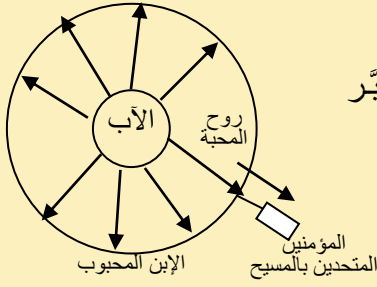 الآب
روح
المحبة
المؤمنين
المتحدين بالمسيح
الإبن المحبوب